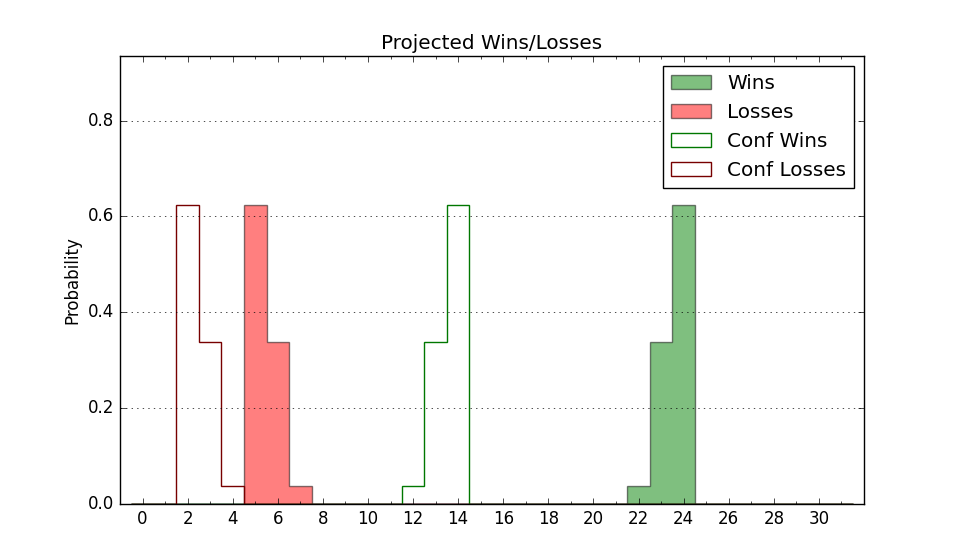 Projected Wins/Losses
Wins
Losses
Conf Wins
Conf Losses
Probability
0.8
0.6
0.4
0.2
0.0
0 2 4 6 8 10 12 14 16 18 20 22 24 26 28 30